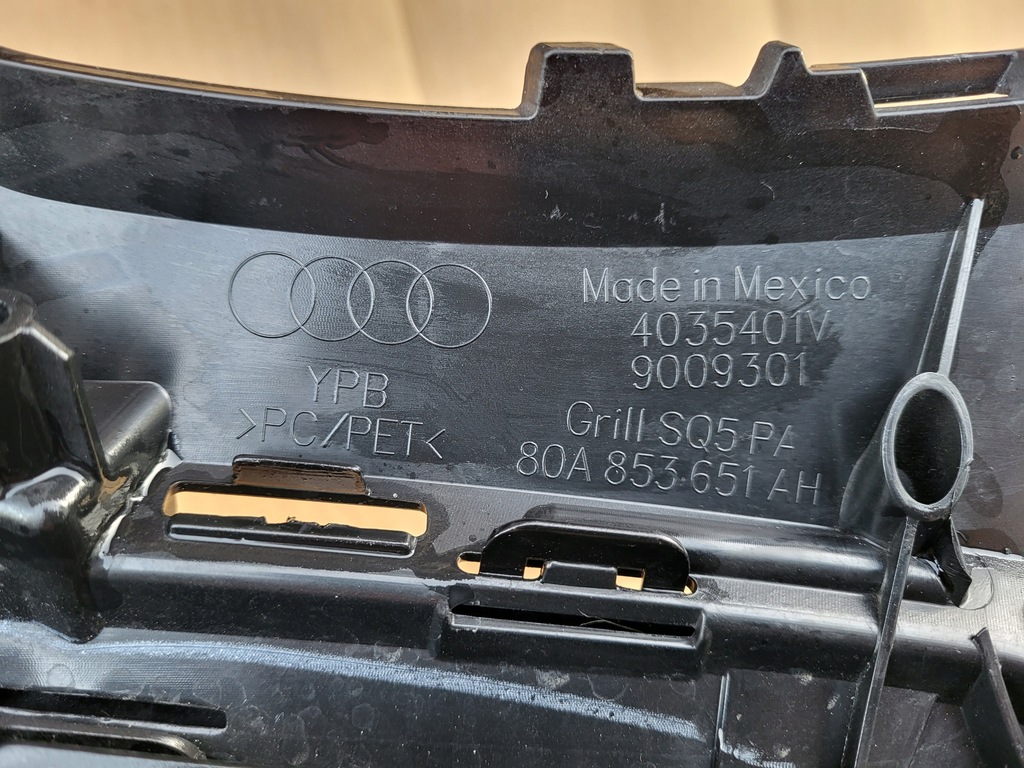 Made in Mexico
4035401V
9009301
YPB
>PC/PET<
Grill SQ5 PA
80A 853 651 AH